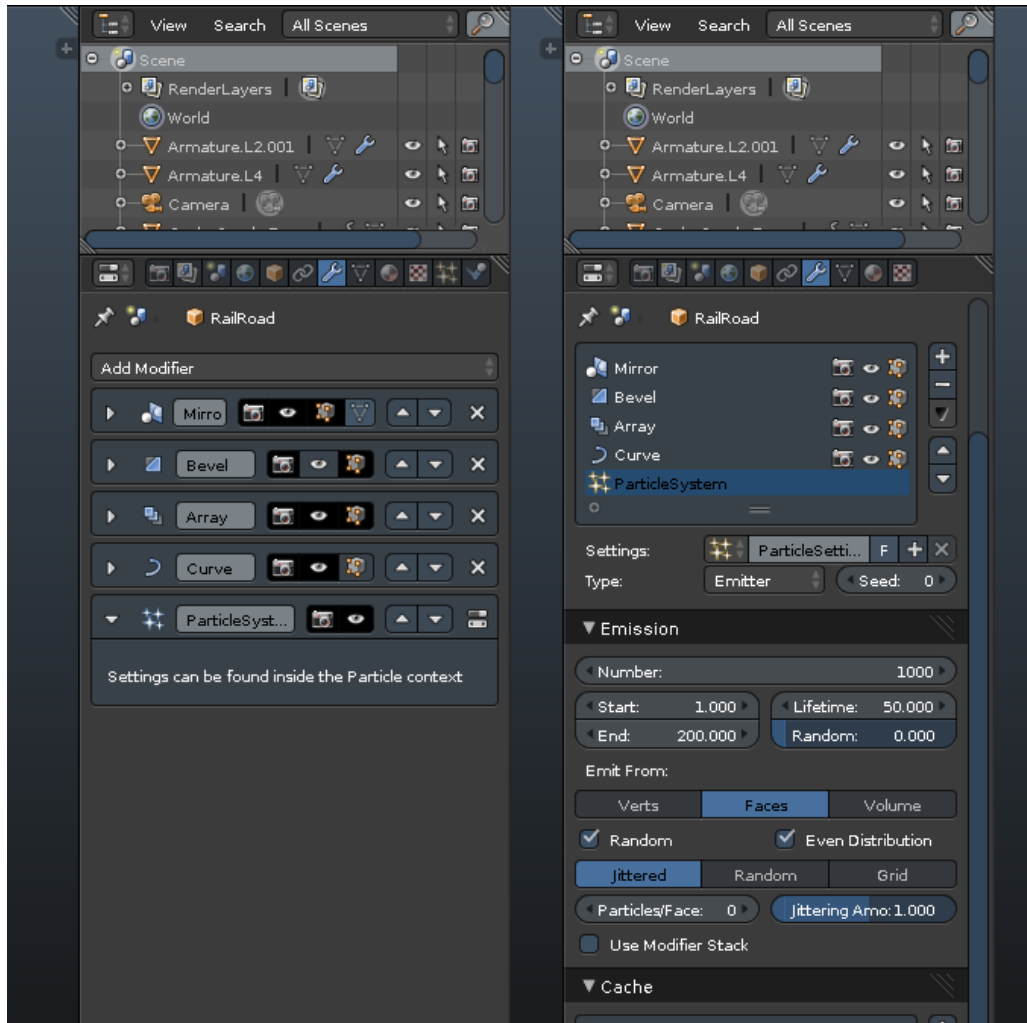 View Search All Scenes
Scene
RenderLayers
World
Armature.L2.001
Armature.L4
Camera
RailRoad
Add Modifier
Mirro
Bevel
Array
Curve
ParticleSyst...
Settings can be found inside the Particle context
View Search All Scenes
Scene
RenderLayers
World
Armature.L2.001
Armature.L4
Camera
RailRoad
Mirror
Bevel
Array
Curve
ParticleSystem
Settings: ParticleSetti... F
Type: Emitter Seed: 0
Emission
Number: 1000
Start: 1.000 Lifetime: 50.000
End: 200.000 Random: 0.000
Emit From:
Verts Faces Volume
Random Even Distribution
Jittered Random Grid
Particles/Face: 0 Jittering Amo: 1.000
Use Modifier Stack
Cache